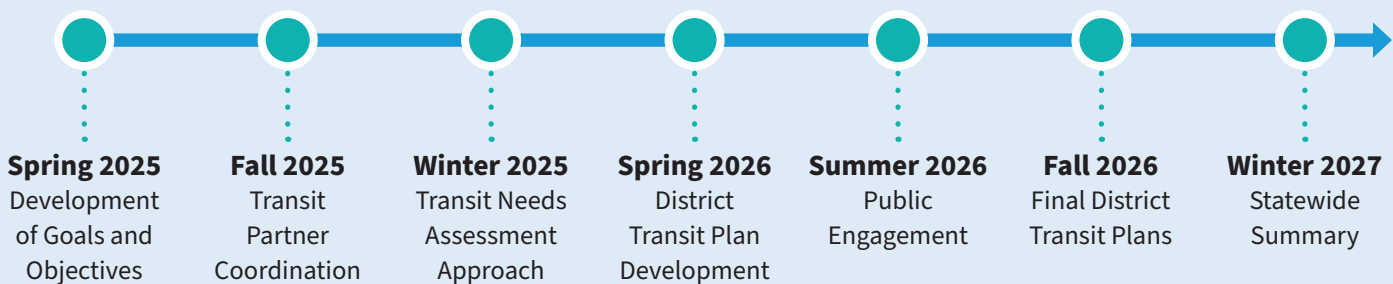 Spring 2025
Development
of Goals and
Objectives
Fall 2025
Transit
Partner
Coordination
Winter 2025
Transit Needs
Assessment
Approach
Spring 2026
District
Transit Plan
Development
Summer 2026
Public
Engagement
Fall 2026
Final District
Transit Plans
Winter 2027
Statewide
Summary